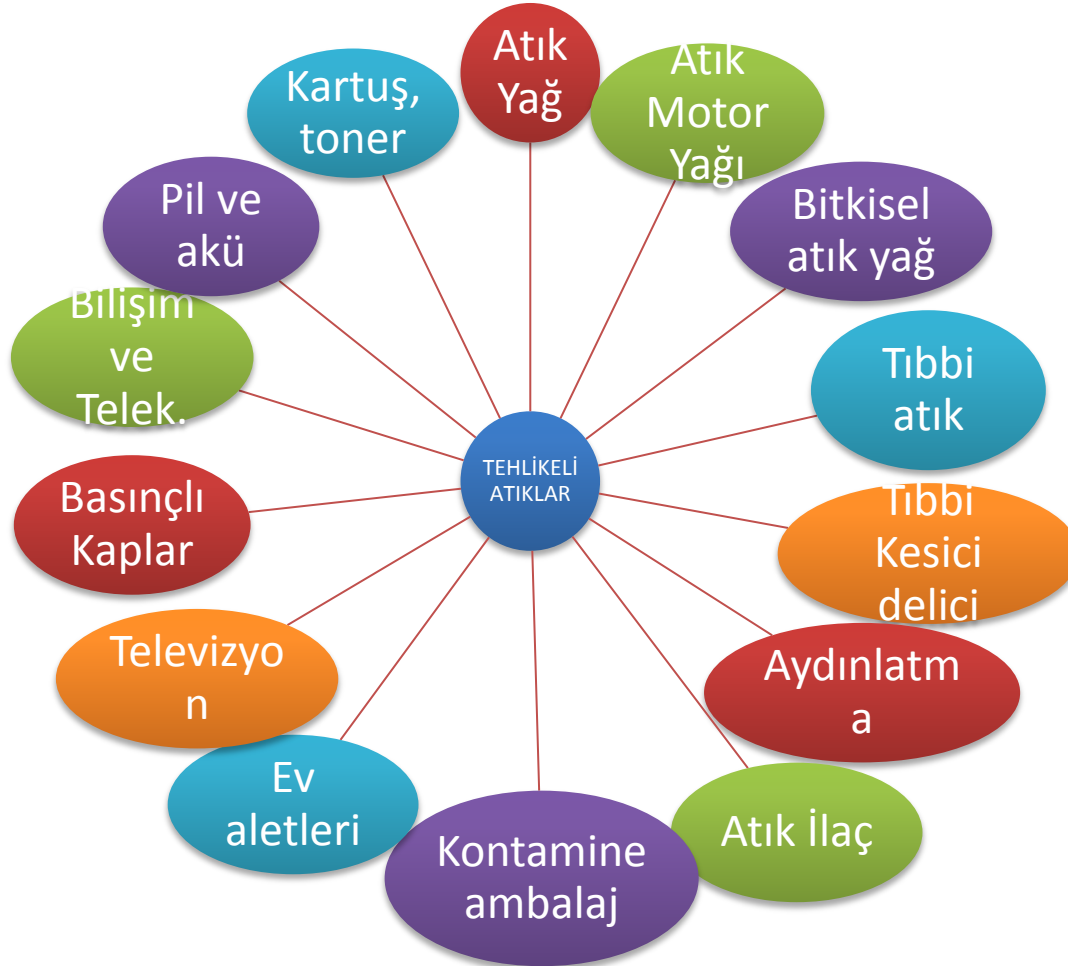 Atık
Yağ
Atık
Motor
Yağı
Bitkisel
atık yağ
Tıbbi
atık
Tıbbi
Kesici
delici
Aydınlatm
a
Atık İlaç
Kontamine
ambalaj
Ev
aletleri
Televizyo
n
Basınçlı
Kaplar
Bilişim
ve
Telek.
Pil ve
akü
Kartuş,
toner
TEHLİKELİ
ATIKLAR